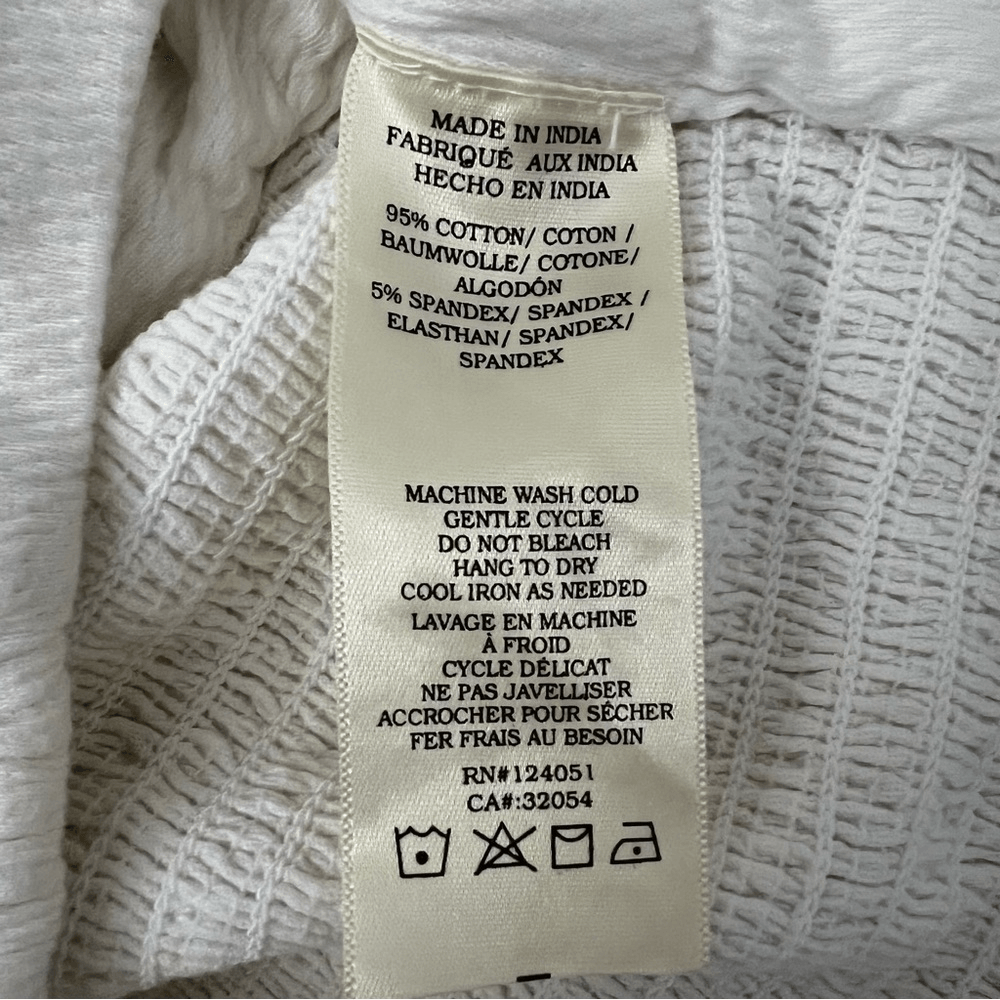 MADE IN INDIA
FABRIQUÉ AUX INDIA
HECHO EN INDIA
95% COTTON/ COTON /
BAUMWOLLE/ COTONE/
ALGODÓN
5% SPANDEX/ SPANDEX /
ELASTHAN/ SPANDEX/
SPANDEX
MACHINE WASH COLD
GENTLE CYCLE
DO NOT BLEACH
HANG TO DRY
COOL IRON AS NEEDED
LAVAGE EN MACHINE
À FROID
CYCLE DÉLICAT
NE PAS JAVELLISER
ACCROCHER POUR SÉCHER
FER FRAIS AU BESOIN
RN#124051
CA#:32054